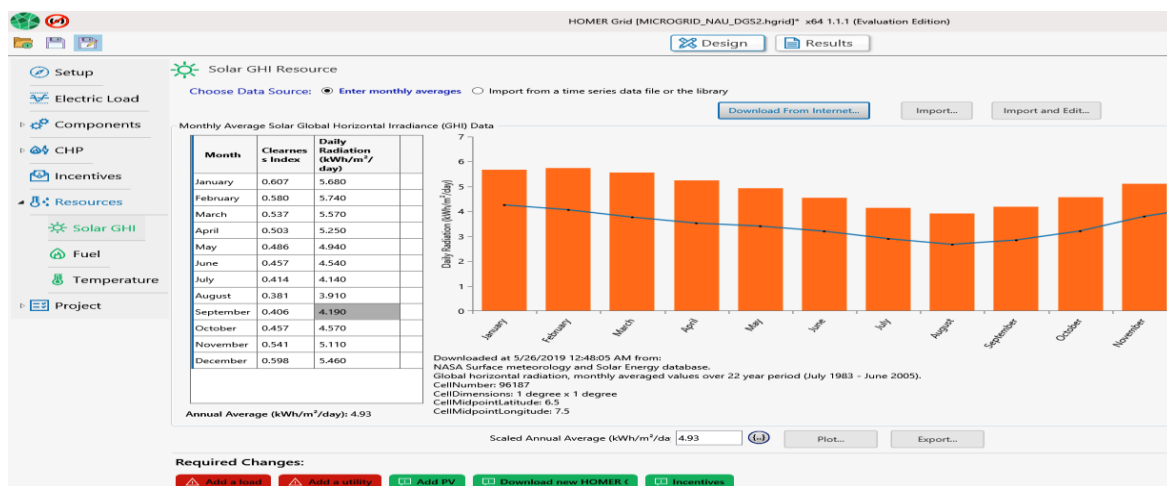 HOMER Grid [MICROGRID_NAU_DGS2.hgrid]* x64 1.1.1 (Evaluation Edition)
Design
Results
Setup
Electric Load
Components
CHP
Incentives
Resources
Solar GHI
Fuel
Temperature
Project
Solar GHI Resource
Choose Data Source: Enter monthly averages Import from a time series data file or the library
Download From Internet... Import... Import and Edit...
Monthly Average Solar Global Horizontal Irradiance (GHI) Data
Month Clearnes s Index Daily Radiation (kWh/m²/ day)
January 0.607 5.680
February 0.580 5.740
March 0.537 5.570
April 0.503 5.250
May 0.486 4.940
June 0.457 4.540
July 0.414 4.140
August 0.381 3.910
September 0.406 4.190
October 0.457 4.570
November 0.541 5.110
December 0.598 5.460
Annual Average (kWh/m²/day): 4.93
Daily Radiation (kWh/m²/day)
7
6
5
4
3
2
1
0
January February March April May June July August September October November
Downloaded at 5/26/2019 12:48:05 AM from:
NASA Surface meteorology and Solar Energy database.
Global horizontal radiation, monthly averaged values over 22 year period (July 1983 - June 2005).
CellNumber: 96187
CellDimensions: 1 degree x 1 degree
CellMidpointLatitude: 6.5
CellMidpointLongitude: 7.5
Scaled Annual Average (kWh/m²/da 4.93 {..} Plot... Export...
Required Changes:
Add a load Add a utility Add PV Download new HOMER ( Incentives